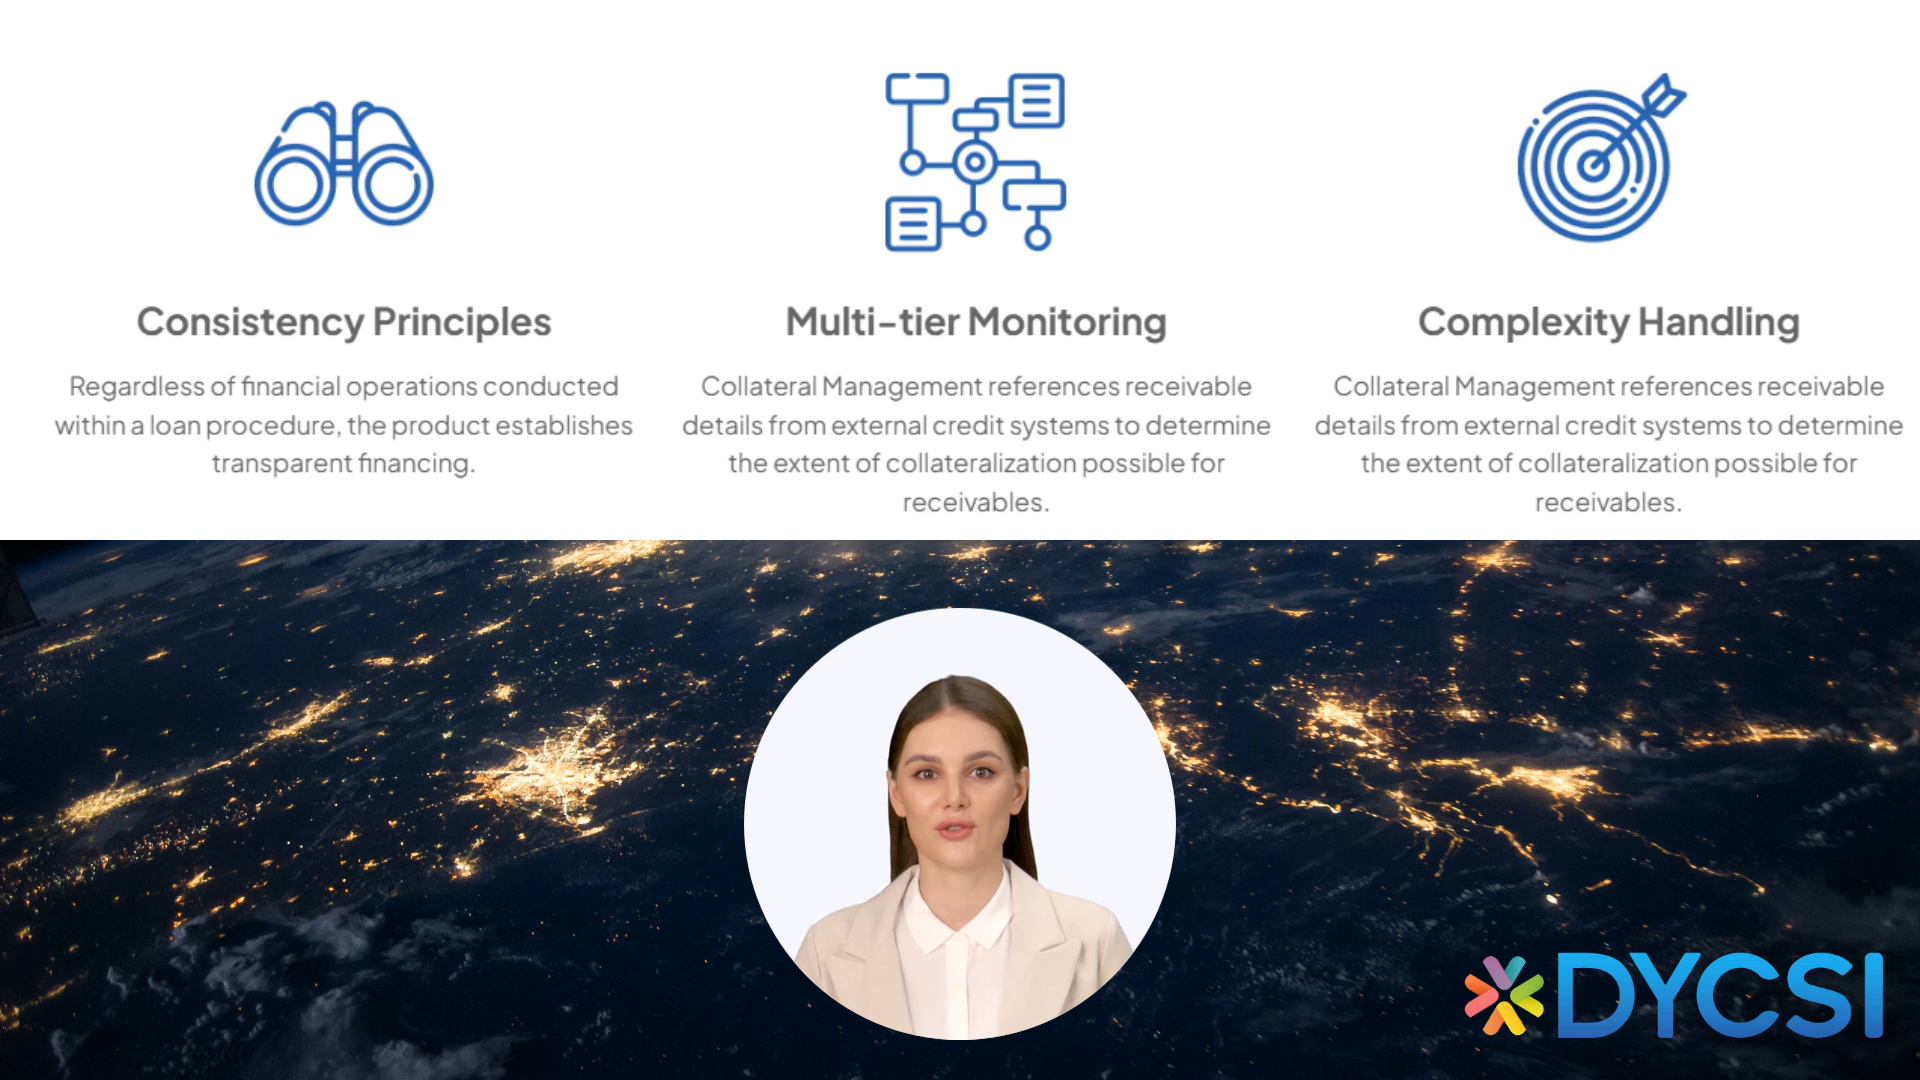 Consistency Principles
Regardless of financial operations conducted
within a loan procedure, the product establishes
transparent financing.
Multi-tier Monitoring
Collateral Management references receivable
details from external credit systems to determine
the extent of collateralization possible for
receivables.
Complexity Handling
Collateral Management references receivable
details from external credit systems to determine
the extent of collateralization possible for
receivables.
DYCSI